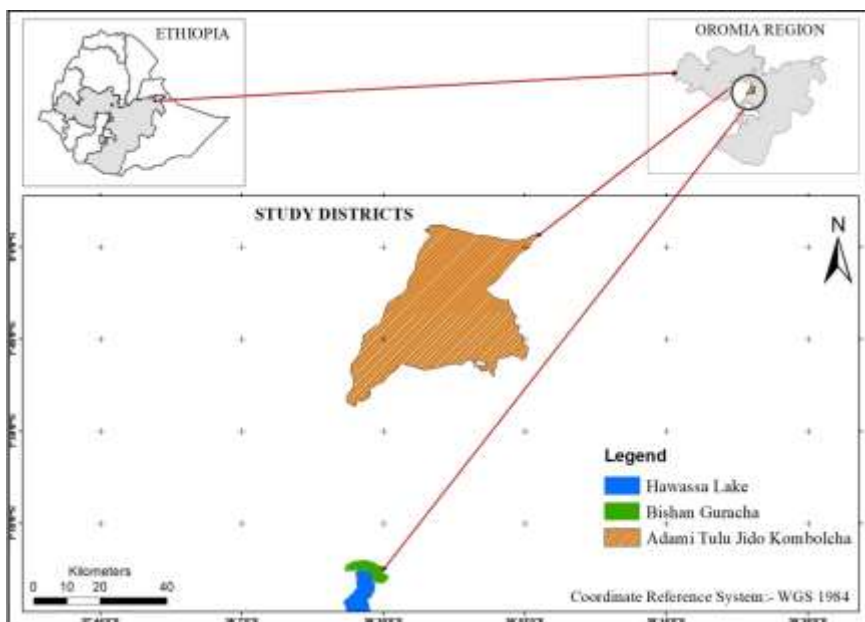 ETHIOPIA
OROMIA REGION
STUDY DISTRICTS
N
Legend
Hawassa Lake
Bishan Guracha
Adami Tulu Jido Kombolcha
Kilometers
0 10 20 40
Coordinate Reference System:- WGS 1984